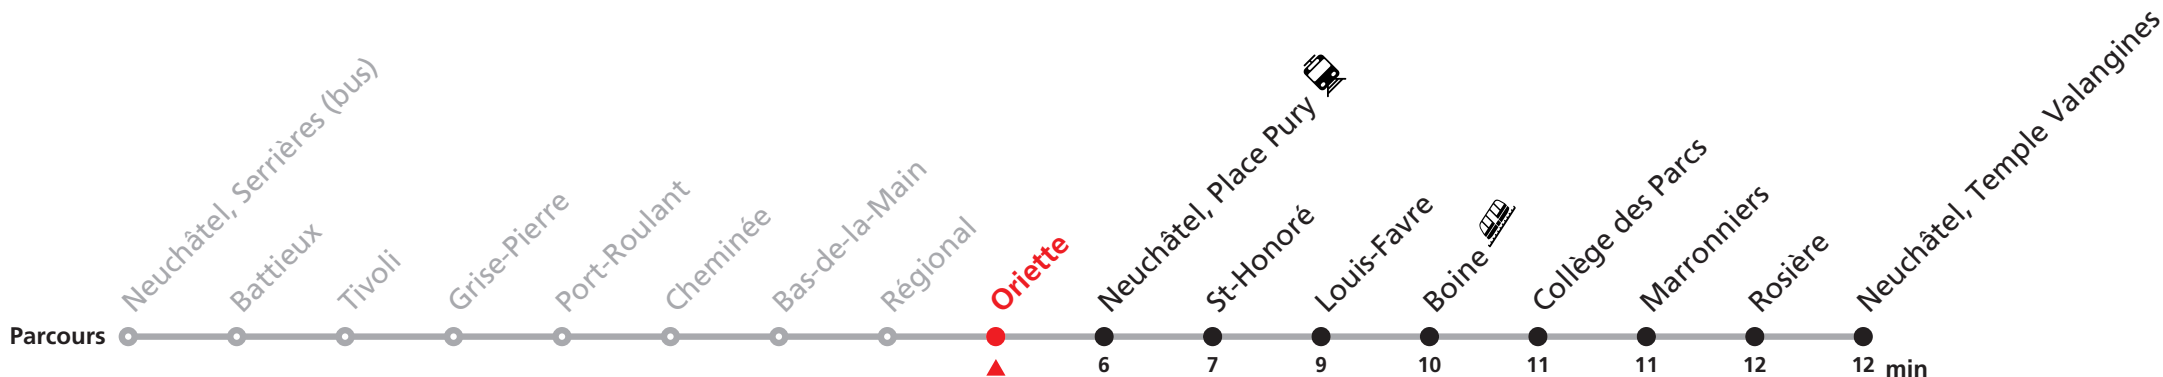 Neuchâtel, Serrières (bus)
Battieux
Tivoli
Grise-Pierre
Port-Roulant
Cheminée
Bas-de-la-Main
Régional
Oriette
Neuchâtel, Place Pury
St-Honoré
Louis-Favre
Boine
Collège des Parcs
Marronniers
Rosière
Neuchâtel, Temple Valangines
Parcours
6 7 9 10 11 11 12 12 min